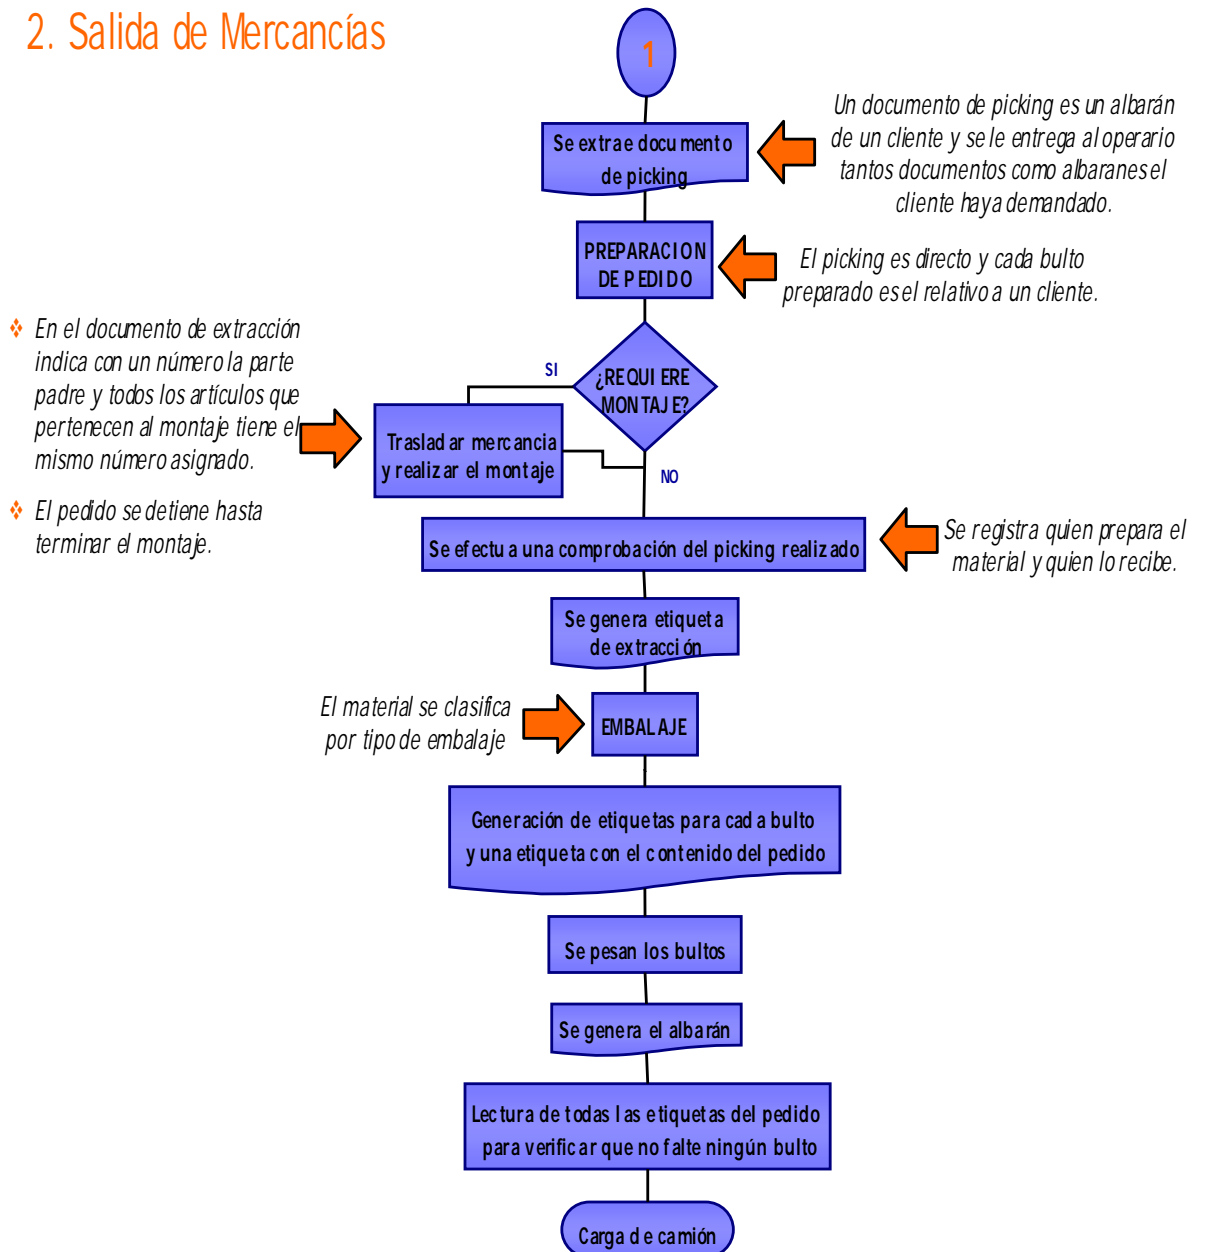 2. Salida de Mercancías
1
Se extrae documento
de picking
Un documento de picking es un albarán
de un cliente y se le entrega al operario
tantos documentos como albaranes el
cliente haya demandado.
PREPARACION
DE PEDIDO
El picking es directo y cada bulto
preparado es el relativo a un cliente.
❖ En el documento de extracción
indica con un número la parte
padre y todos los artículos que
pertenecen al montaje tiene el
mismo número asignado.
❖ El pedido se detiene hasta
terminar el montaje.
SI
¿REQUIERE
MONTAJE?
Trasladar mercancia
y realizar el montaje
NO
Se efectua una comprobación del picking realizado
Se registra quien prepara el
material y quien lo recibe.
Se genera etiqueta
de extracción
El material se clasifica
por tipo de embalaje
EMBALAJE
Generación de etiquetas para cada bulto
y una etiqueta con el contenido del pedido
Se pesan los bultos
Se genera el albarán
Lectura de todas las etiquetas del pedido
para verificar que no falte ningún bulto
Carga de camión